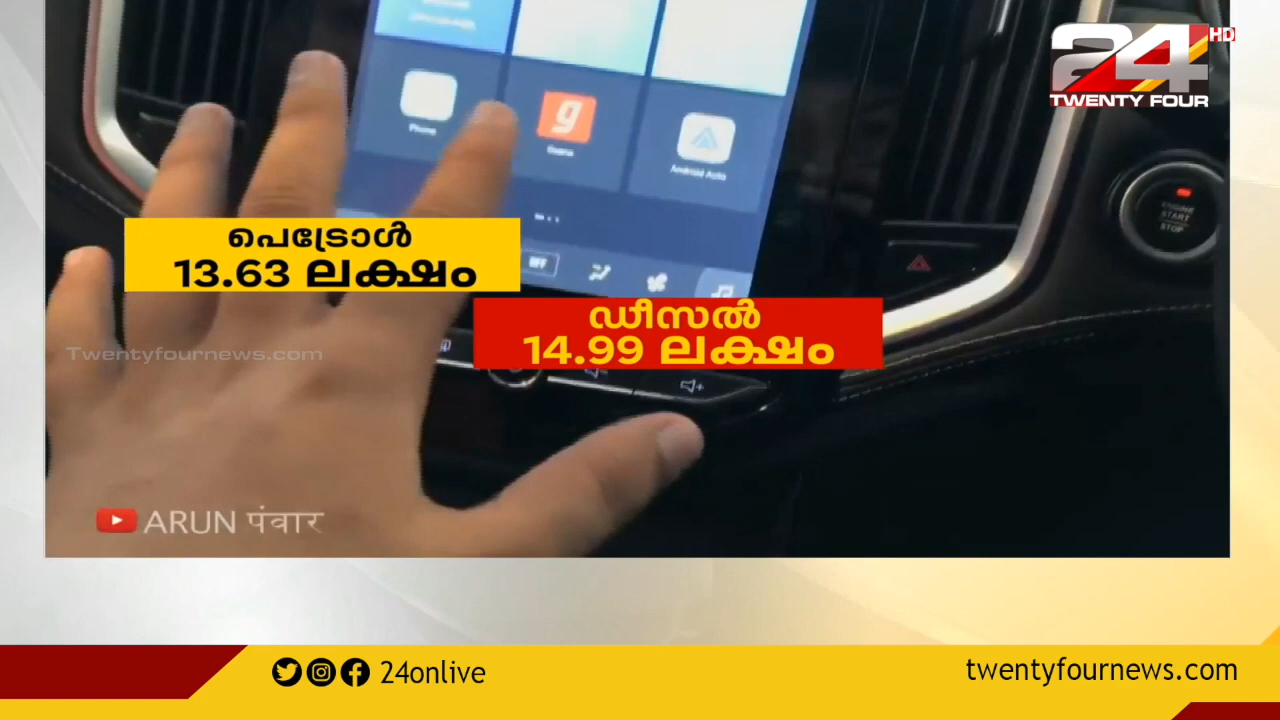 24 HD
TWENTY FOUR
Phone
Gaana
Android Auto
ENGINE
START
STOP
OFF
പെട്രോൾ
13.63 ലക്ഷം
ഡീസൽ
14.99 ലക്ഷം
Twentyfournews.com
ARUN पंवार
24onlive
twentyfournews.com